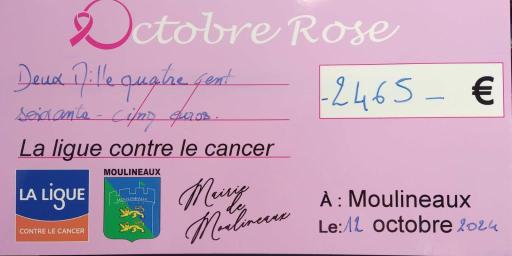 Octobre Rose
Deux Mille quatre cent
soixante - cinq euros.
-2465- €
La ligue contre le cancer
LA LIGUE
CONTRE LE CANCER
MOULINEAUX
Mairie
de
Moulineaux
À : Moulineaux
Le: 12 octobre 2024